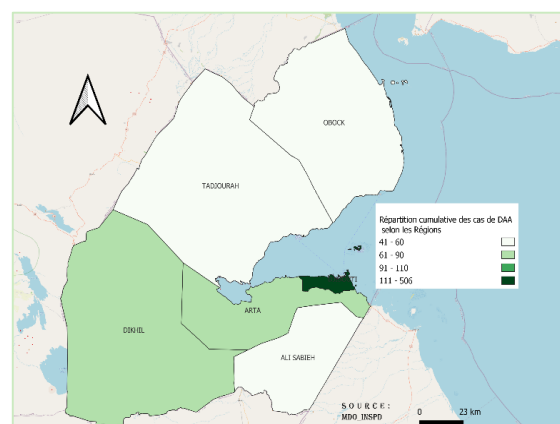 OBOCK
TADJOURAH
Répartition cumulative des cas de DAA
selon les Régions
41 - 60
61 - 90
91 - 110
111 - 506
ARTA
DIKHIL
ALI SABIEH
SOURCE:
MDO_INSPD
0 23 km